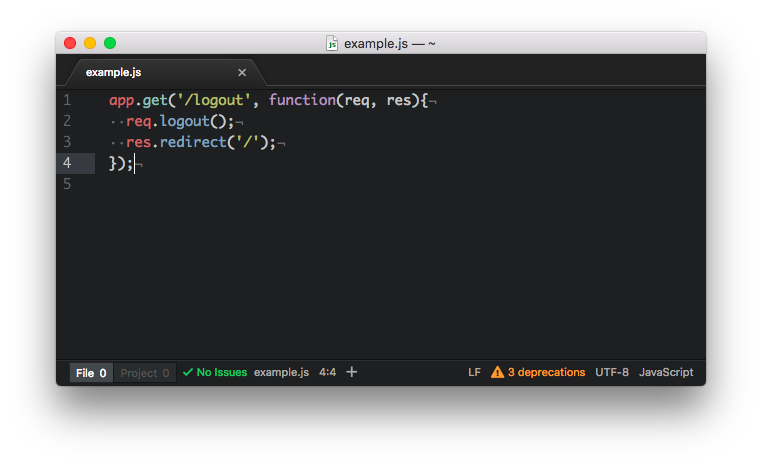 JS example.js — ~
example.js ×
1 app.get('/logout', function(req, res){¬
2 ··req.logout();¬
3 ··res.redirect('/');¬
4 });¬
5
File 0 Project 0 ✓ No Issues example.js 4:4 + LF 3 deprecations UTF-8 JavaScript